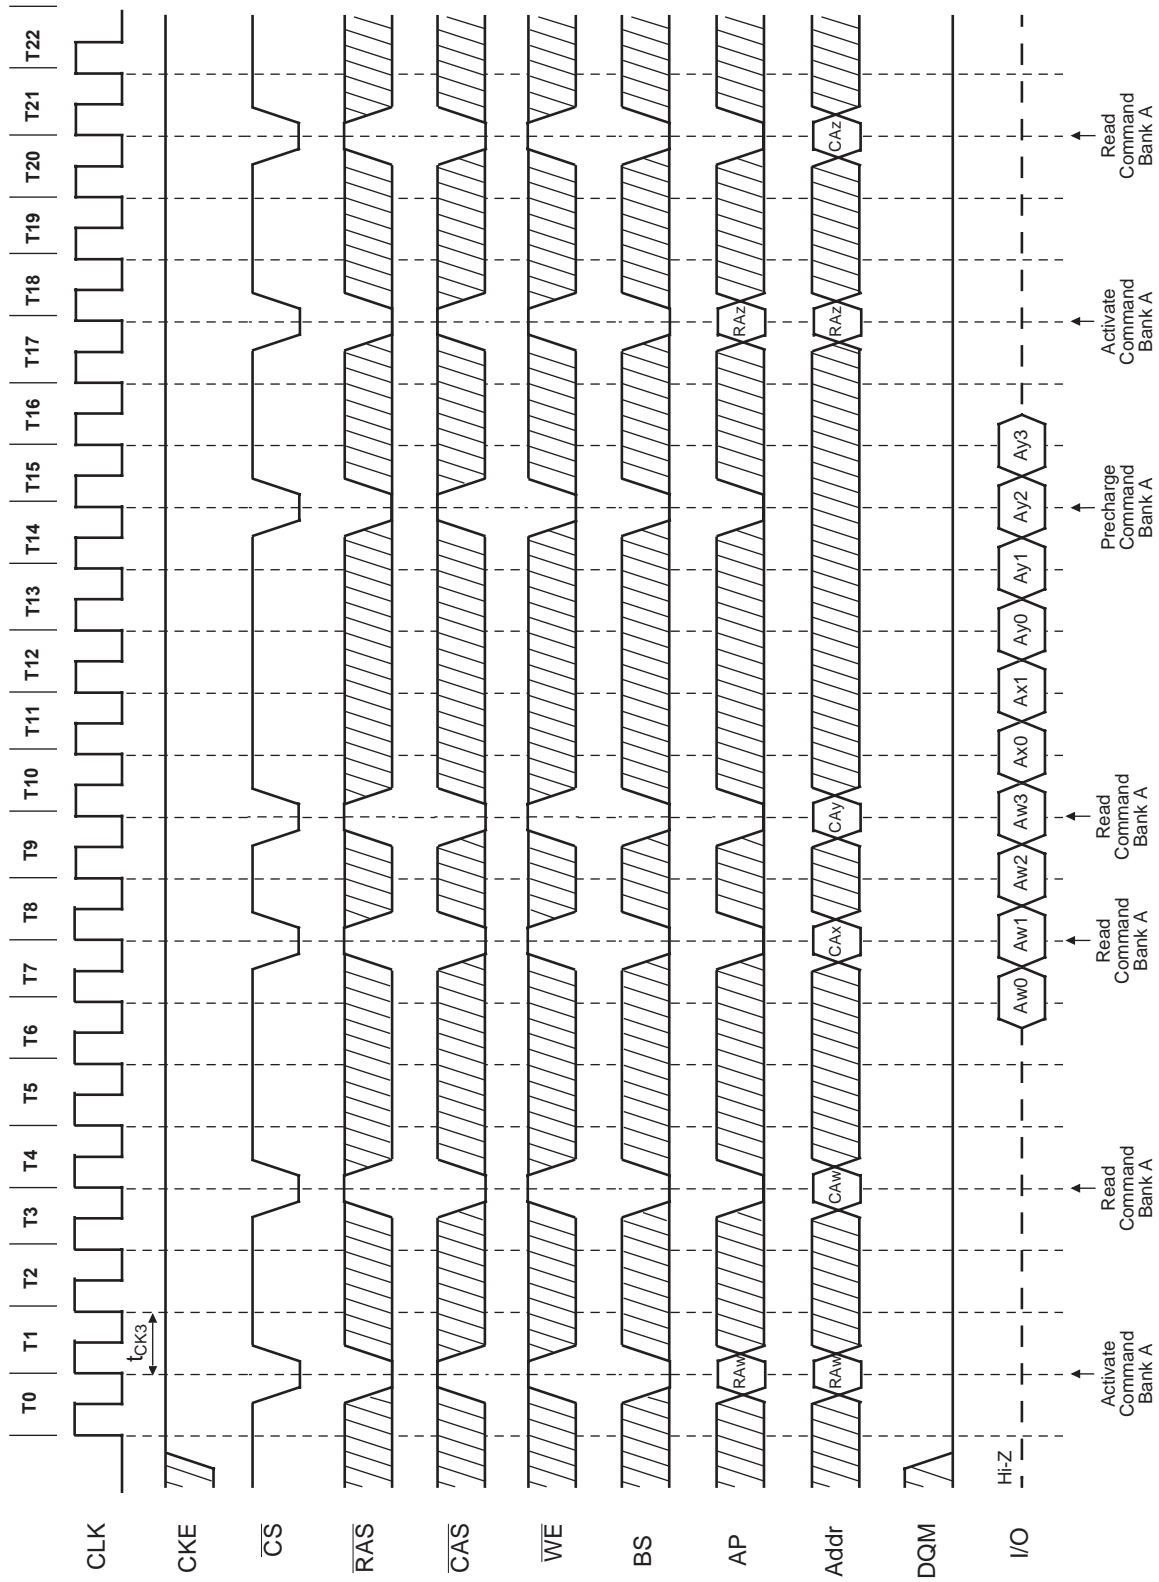 T0 T1 T2 T3 T4 T5 T6 T7 T8 T9 T10 T11 T12 T13 T14 T15 T16 T17 T18 T19 T20 T21 T22
CLK
tCK3
CKE
CS
RAS
CAS
WE
BS
AP
RAw RAz
Addr
RAw CAw CAx CAy RAz CAz
DQM
I/O
Hi-Z
Aw0 Aw1 Aw2 Aw3 Ax0 Ax1 Ay0 Ay1 Ay2 Ay3
Activate
Command
Bank A
Read
Command
Bank A
Read
Command
Bank A
Read
Command
Bank A
Precharge
Command
Bank A
Activate
Command
Bank A
Read
Command
Bank A